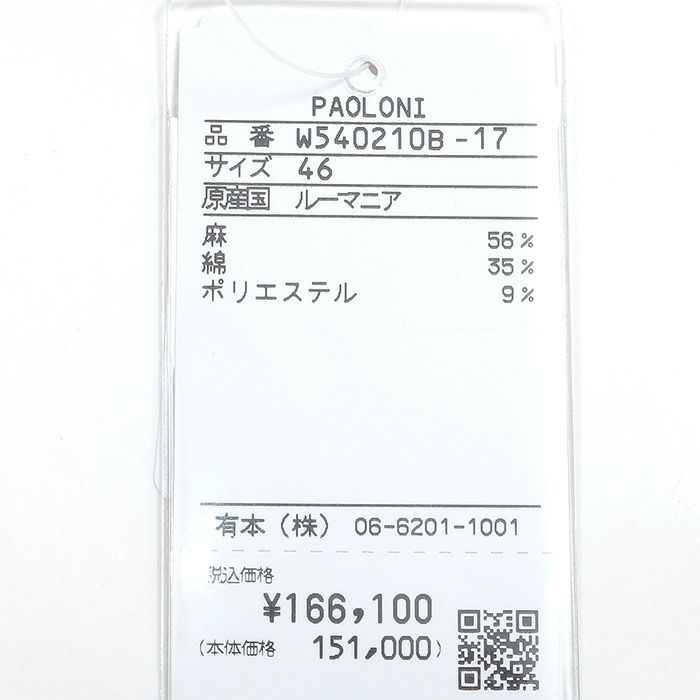 PAOLONI
品番 W540210B-17
サイズ 46
原産国 ルーマニア
麻 56%
綿 35%
ポリエステル 9%
有本(株) 06-6201-1001
税込価格
¥166,100
(本体価格 151,000)